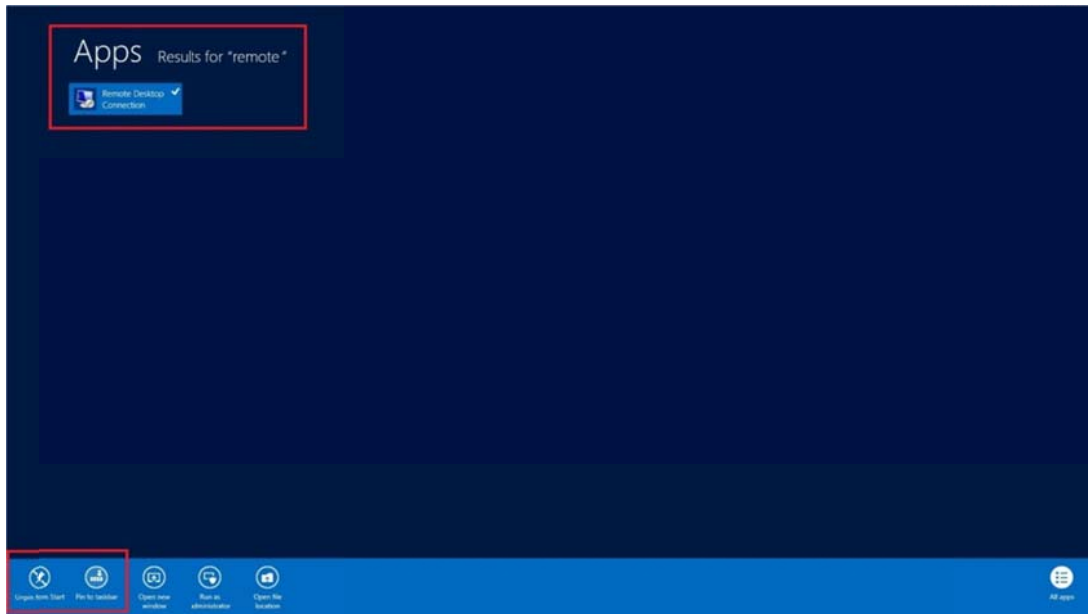 Apps Results for "remote"
Remote Desktop
Connection
Unpin from Start
Pin to taskbar
Open new
window
Run as
administrator
Open file
location
All apps